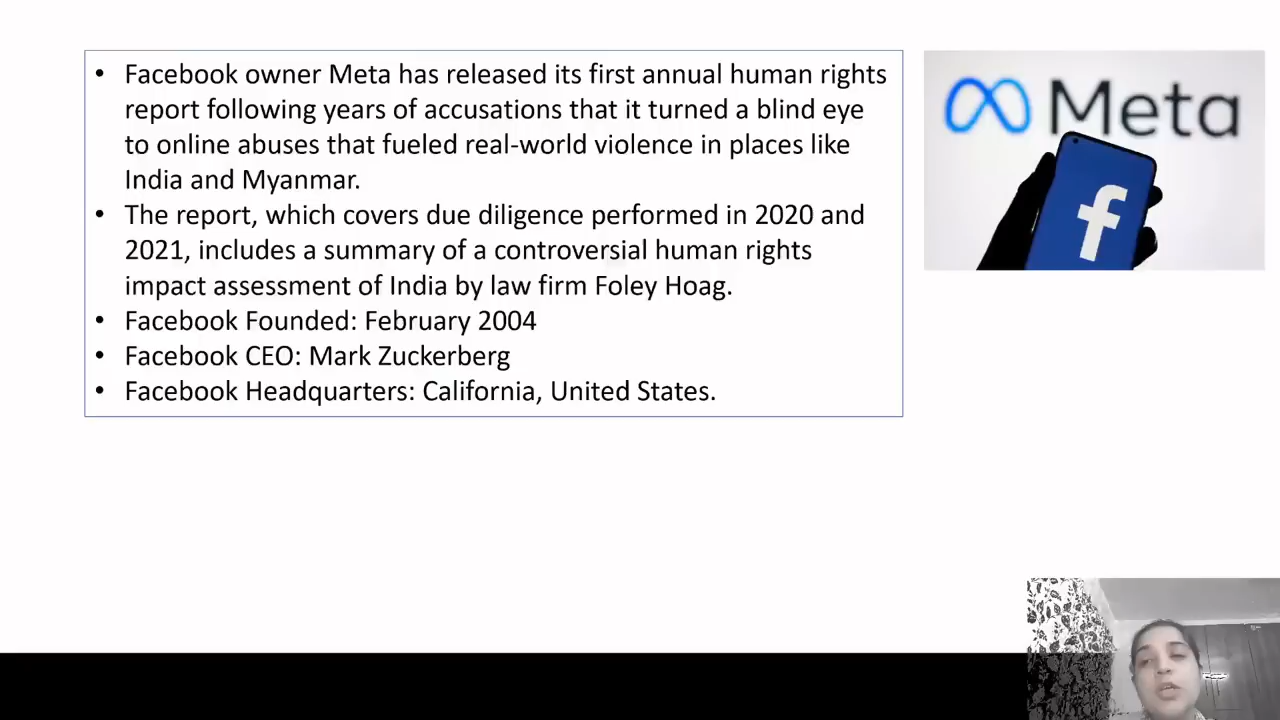 • Facebook owner Meta has released its first annual human rights
report following years of accusations that it turned a blind eye
to online abuses that fueled real-world violence in places like
India and Myanmar.
• The report, which covers due diligence performed in 2020 and
2021, includes a summary of a controversial human rights
impact assessment of India by law firm Foley Hoag.
• Facebook Founded: February 2004
• Facebook CEO: Mark Zuckerberg
• Facebook Headquarters: California, United States.
Meta
f